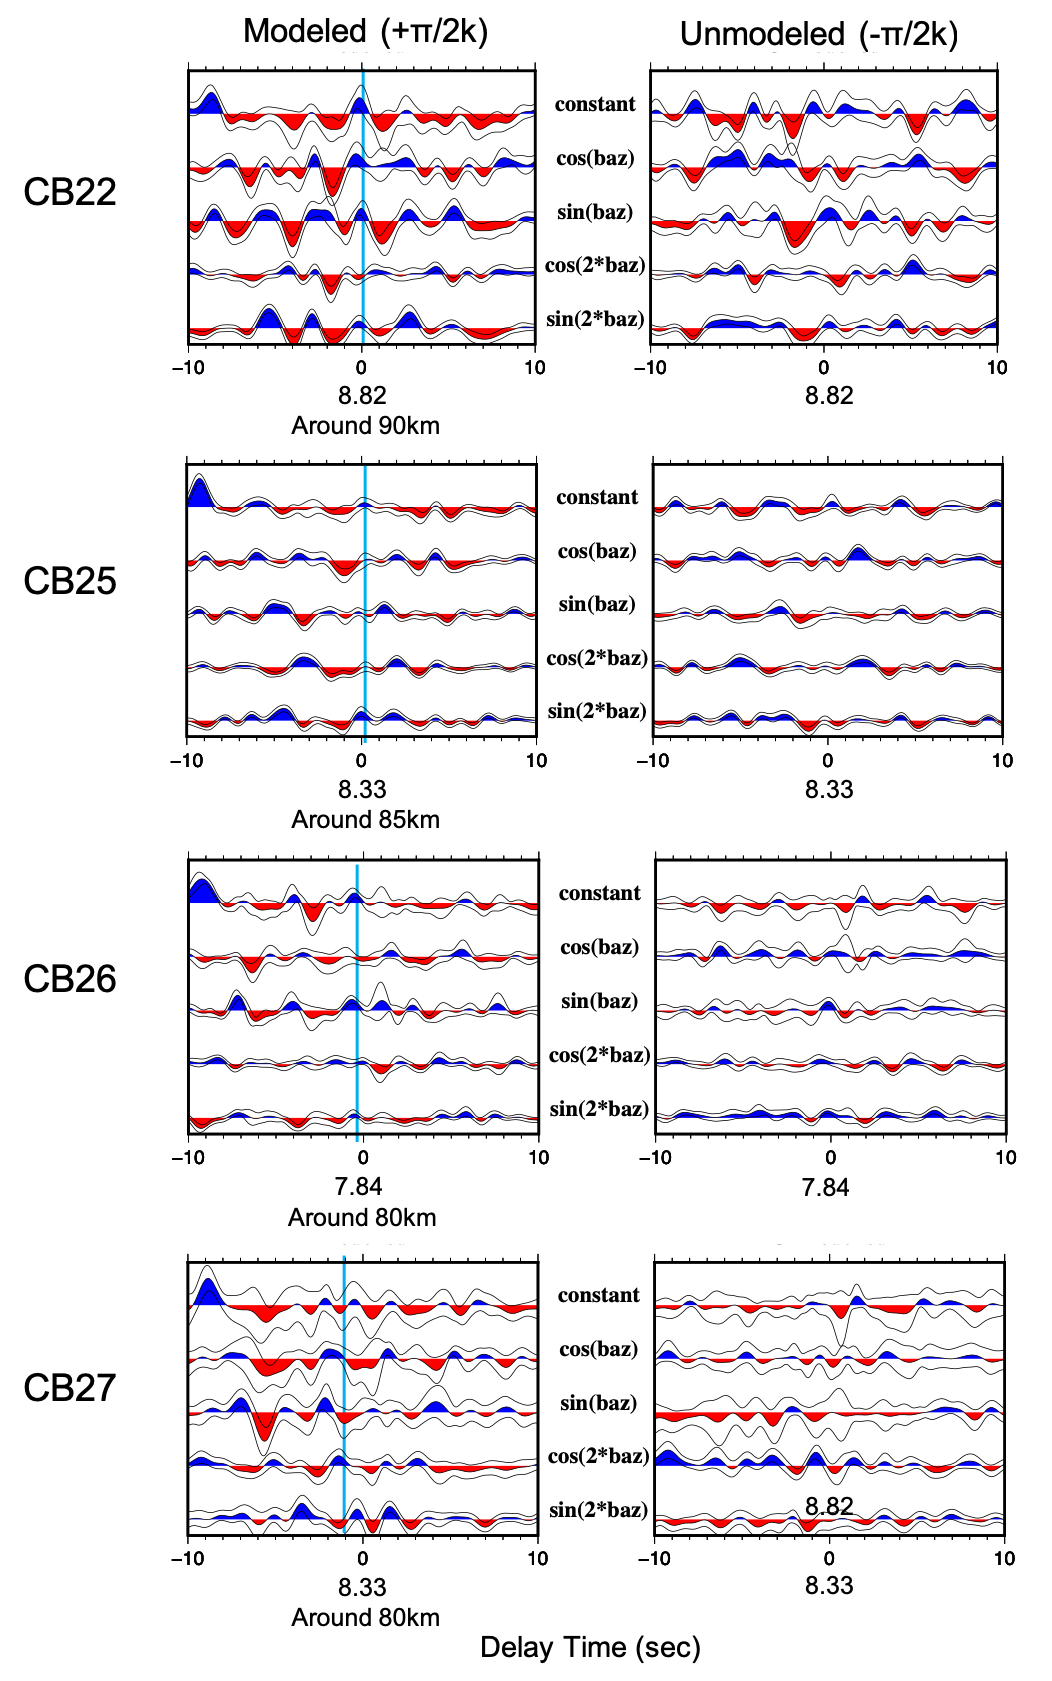 Modeled (+π/2k) Unmodeled (-π/2k)
CB22
constant
cos(baz)
sin(baz)
cos(2*baz)
sin(2*baz)
−10 0 10 −10 0 10
8.82 8.82
Around 90km
CB25
constant
cos(baz)
sin(baz)
cos(2*baz)
sin(2*baz)
−10 0 10 −10 0 10
8.33 8.33
Around 85km
CB26
constant
cos(baz)
sin(baz)
cos(2*baz)
sin(2*baz)
−10 0 10 −10 0 10
7.84 7.84
Around 80km
CB27
constant
cos(baz)
sin(baz)
cos(2*baz)
sin(2*baz) 8.82
−10 0 10 −10 0 10
8.33 8.33
Around 80km
Delay Time (sec)